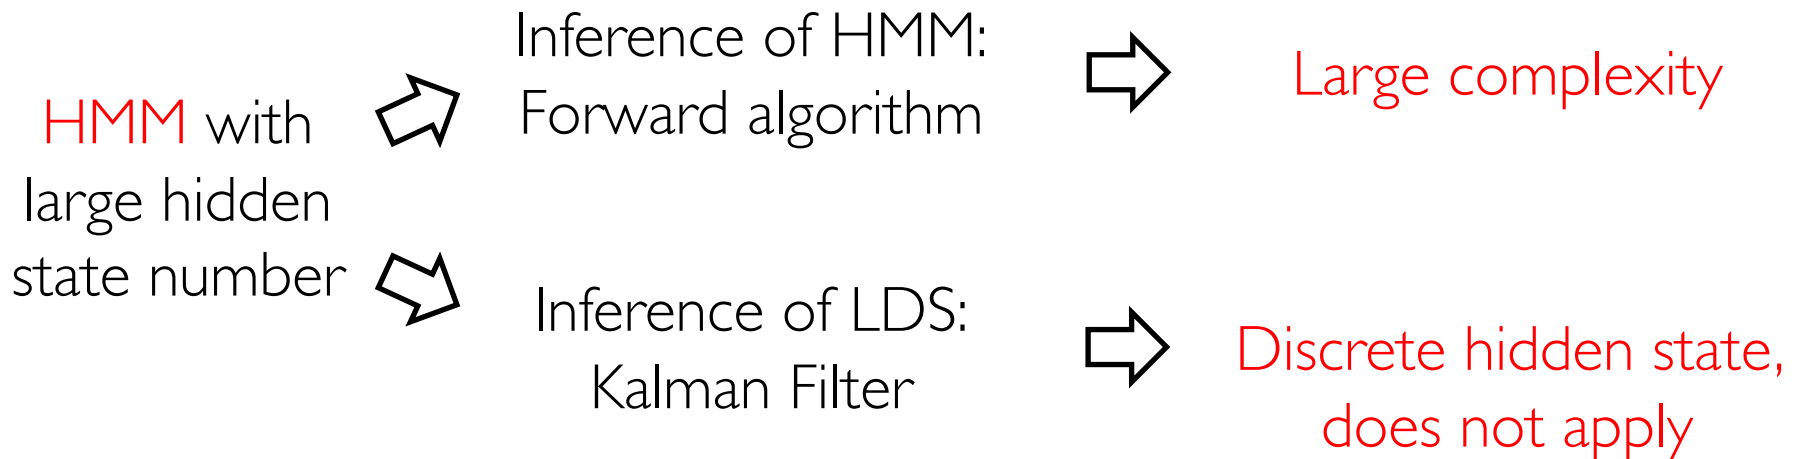 HMM with
large hidden
state number
Inference of HMM:
Forward algorithm
Large complexity
Inference of LDS:
Kalman Filter
Discrete hidden state,
does not apply